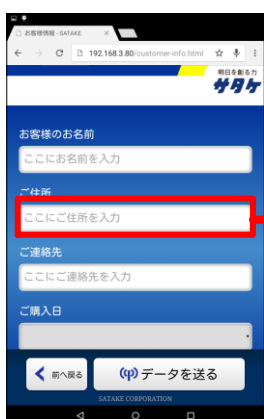 お客様情報 - SATAKE
192.168.3.80/customer-info.html
明日を創る力
サタケ
お客様のお名前
ここにお名前を入力
ご住所
ここにご住所を入力
ご連絡先
ここにご連絡先を入力
ご購入日
前へ戻る
データを送る
SATAKE CORPORATION